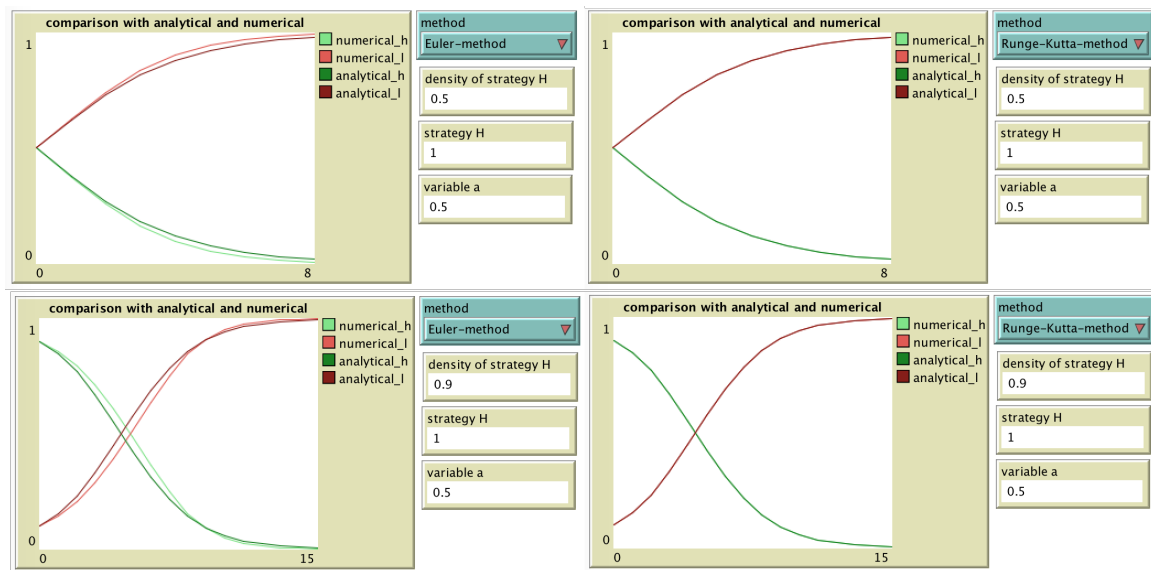 comparison with analytical and numerical
1
0
0
8
numerical_h
numerical_l
analytical_h
analytical_l
method
Euler-method
density of strategy H
0.5
strategy H
1
variable a
0.5
comparison with analytical and numerical
1
0
0
8
numerical_h
numerical_l
analytical_h
analytical_l
method
Runge-Kutta-method
density of strategy H
0.5
strategy H
1
variable a
0.5
comparison with analytical and numerical
1
0
0
15
numerical_h
numerical_l
analytical_h
analytical_l
method
Euler-method
density of strategy H
0.9
strategy H
1
variable a
0.5
comparison with analytical and numerical
1
0
0
15
numerical_h
numerical_l
analytical_h
analytical_l
method
Runge-Kutta-method
density of strategy H
0.9
strategy H
1
variable a
0.5